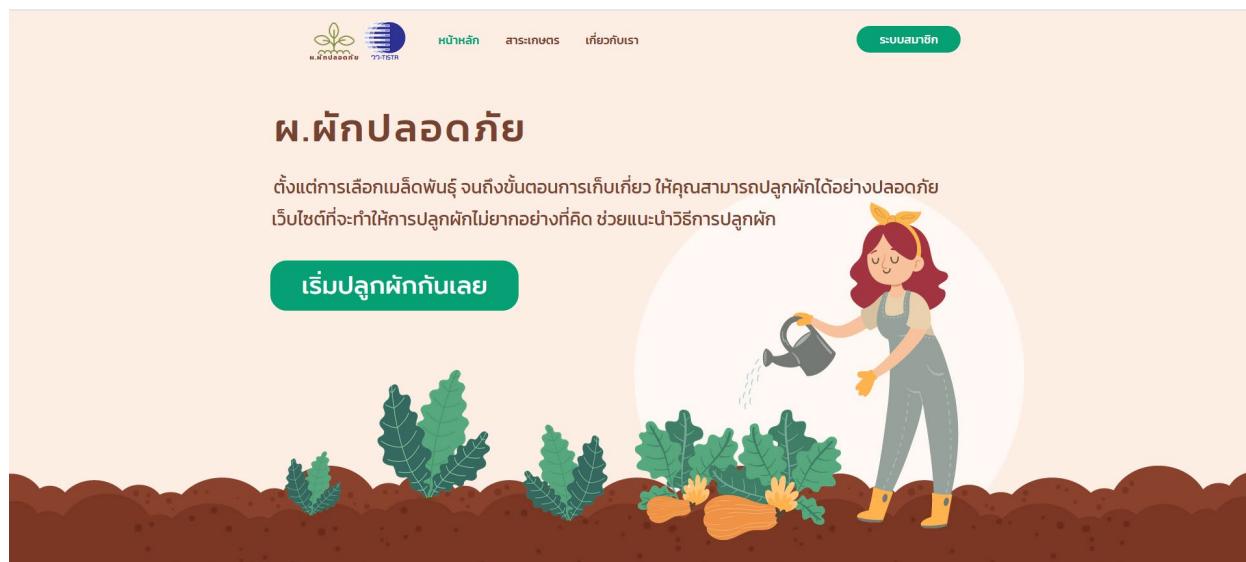 ผ.ผักปลอดภัย
วว-TISTR
หน้าหลัก
สาระเกษตร
เกี่ยวกับเรา
ระบบสมาชิก
ผ.ผักปลอดภัย
ตั้งแต่การเลือกเมล็ดพันธุ์ จนถึงขั้นตอนการเก็บเกี่ยว ให้คุณสามารถปลูกผักได้อย่างปลอดภัย
เว็บไซต์ที่จะทำให้การปลูกผักไม่ยากอย่างที่คิด ช่วยแนะนำวิธีการปลูกผัก
เริ่มปลูกผักกันเลย